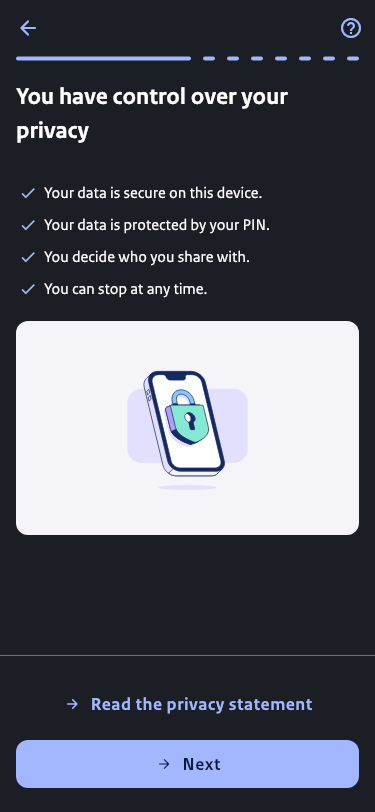 You have control over your
privacy
Your data is secure on this device.
Your data is protected by your PIN.
You decide who you share with.
You can stop at any time.
Read the privacy statement
Next